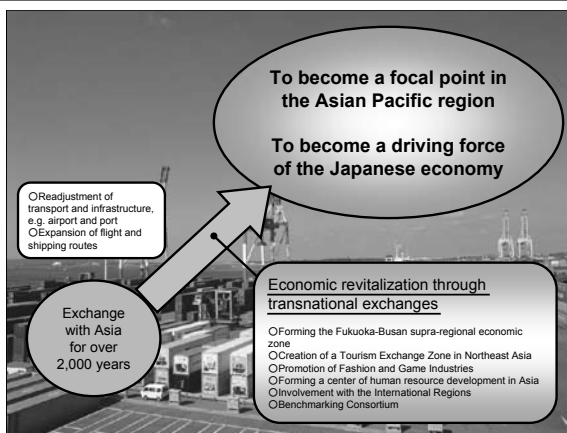 To become a focal point in
the Asian Pacific region
To become a driving force
of the Japanese economy
○Readjustment of
transport and infrastructure,
e.g. airport and port
○Expansion of flight and
shipping routes
Exchange
with Asia
for over
2,000 years
Economic revitalization through
transnational exchanges
○Forming the Fukuoka-Busan supra-regional economic
zone
○Creation of a Tourism Exchange Zone in Northeast Asia
○Promotion of Fashion and Game Industries
○Forming a center of human resource development in Asia
○Involvement with the International Regions
○Benchmarking Consortium